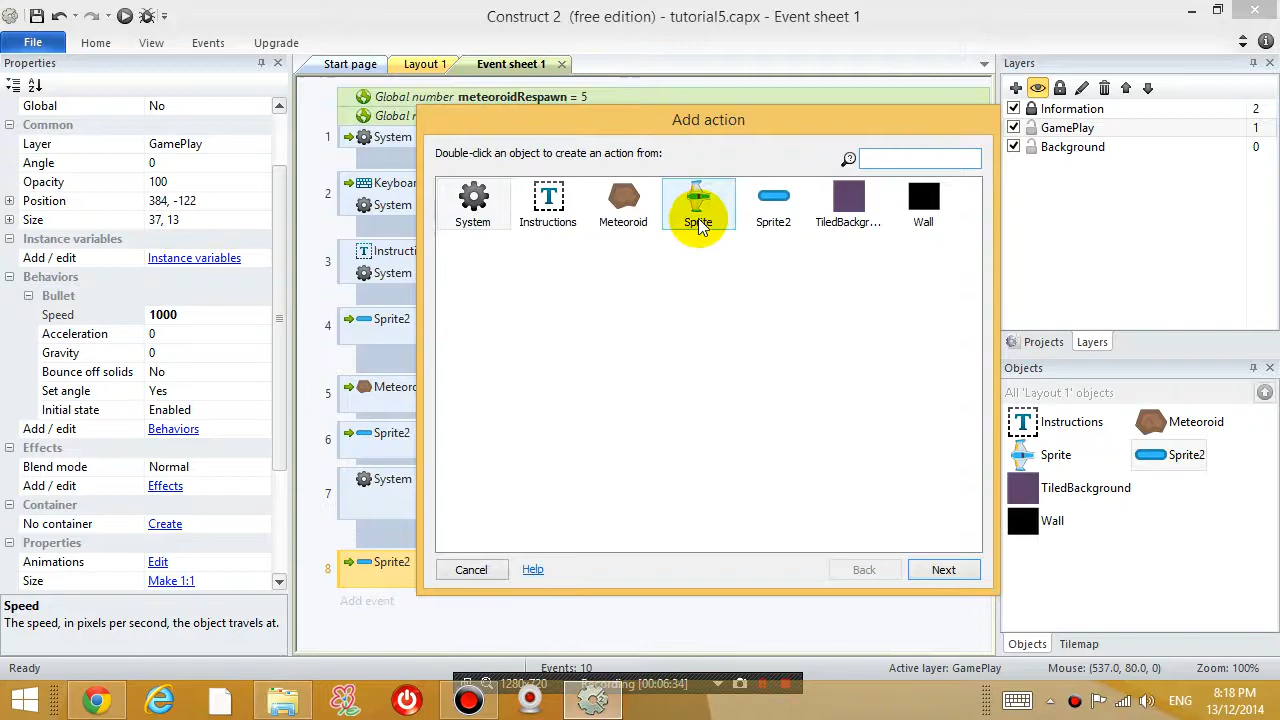 Construct 2 (free edition) - tutorial5.capx - Event sheet 1
File Home View Events Upgrade
Properties
Global No
Common
Layer GamePlay
Angle 0
Opacity 100
Position 384, -122
Size 37, 13
Instance variables
Add / edit Instance variables
Behaviors
Bullet
Speed 1000
Acceleration 0
Gravity 0
Bounce off solids No
Set angle Yes
Initial state Enabled
Add / edit Behaviors
Effects
Blend mode Normal
Add / edit Effects
Container
No container Create
Properties
Animations Edit
Size Make 1:1
Speed
The speed, in pixels per second, the object travels at.
Start page Layout 1 Event sheet 1
Global number meteoroidRespawn = 5
Global
1 System
2 Keyboa
System
3 Instructi
System
4 Sprite2
5 Meteoro
6 Sprite2
7 System
8 Sprite2
Add event
Add action
Double-click an object to create an action from:
System Instructions Meteoroid Sprite Sprite2 TiledBackgr... Wall
Cancel Help Back Next
Layers
Information 2
GamePlay 1
Background 0
Projects Layers
Objects
All 'Layout 1' objects
Instructions Meteoroid
Sprite Sprite2
TiledBackground
Wall
Objects Tilemap
Ready Events: 10 Active layer: GamePlay Mouse: (537.0, 80.0, 0) Zoom: 100%
1280x720 Recording [00:06:34]
ENG
8:18 PM
13/12/2014